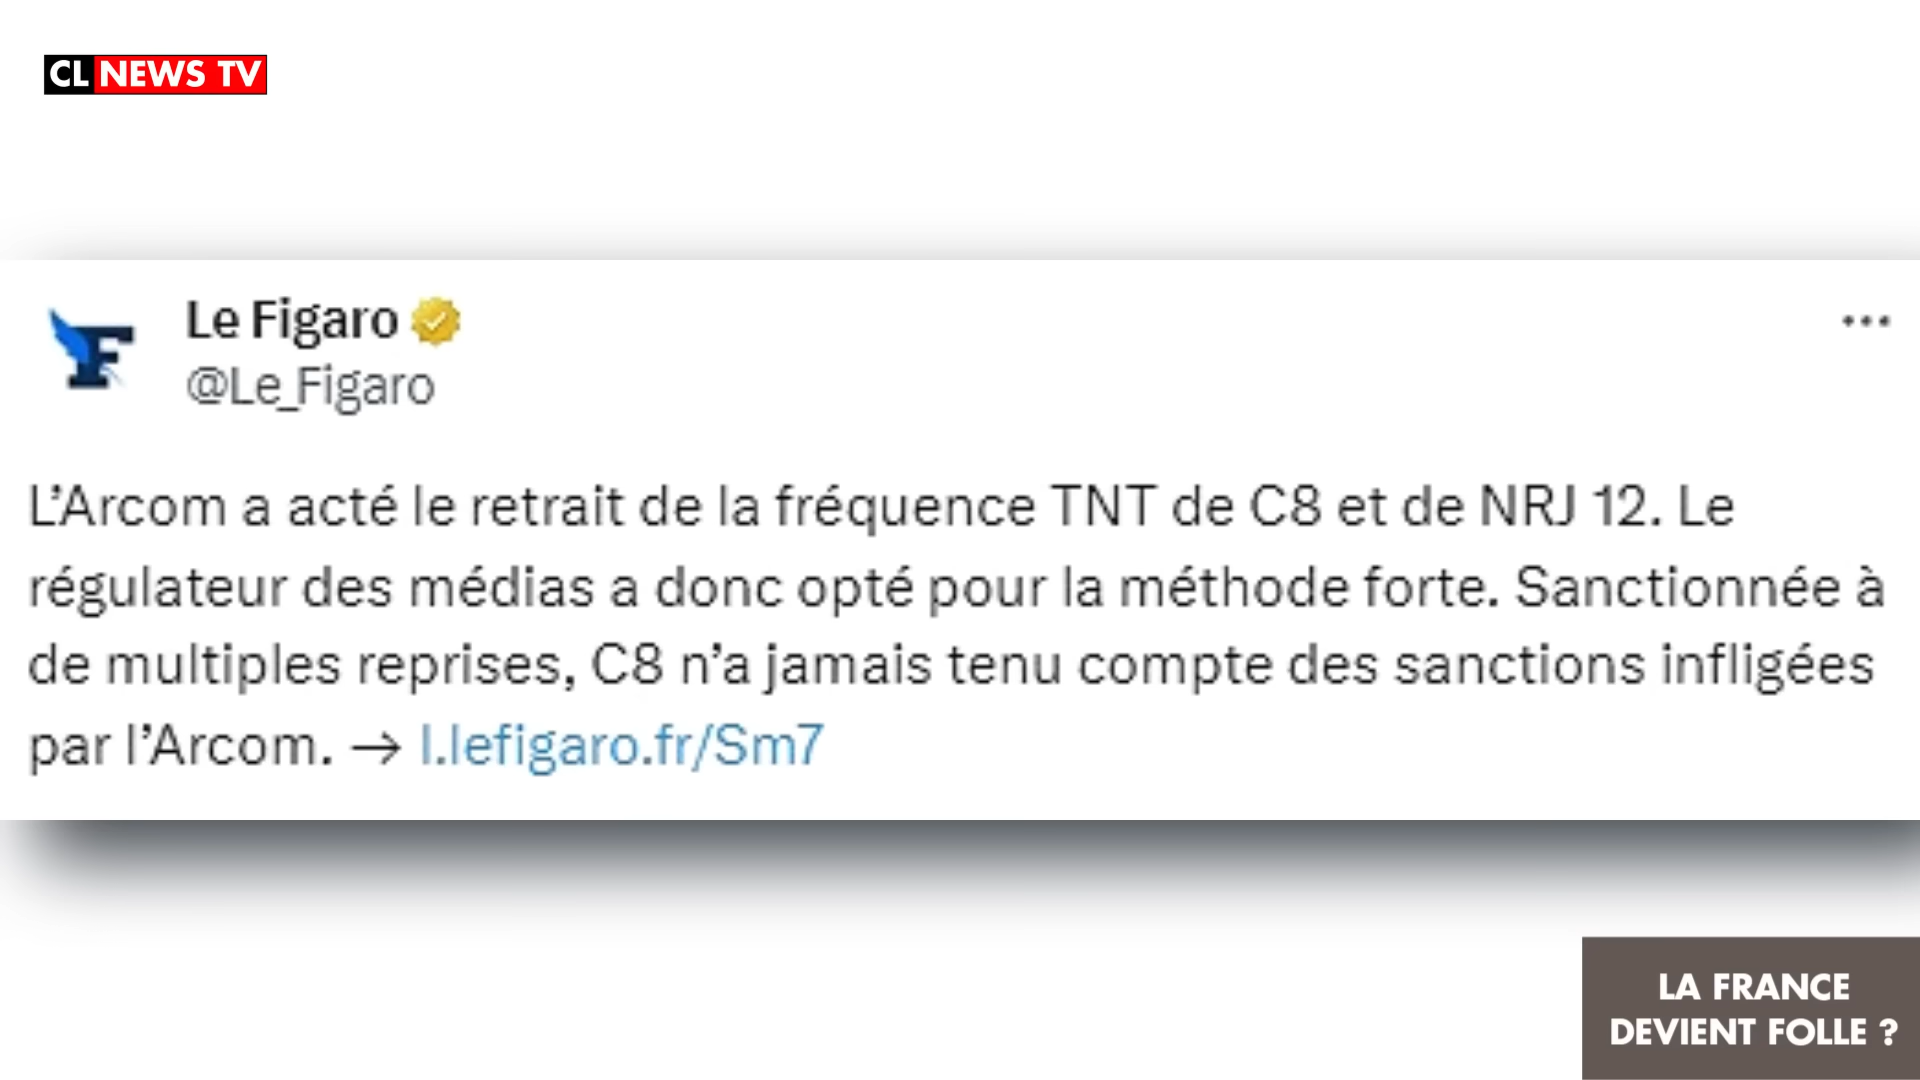 CL NEWS TV
Le Figaro
@Le_Figaro
L’Arcom a acté le retrait de la fréquence TNT de C8 et de NRJ 12. Le
régulateur des médias a donc opté pour la méthode forte. Sanctionnée à
de multiples reprises, C8 n’a jamais tenu compte des sanctions infligées
par l’Arcom. → l.lefigaro.fr/Sm7
LA FRANCE
DEVIENT FOLLE ?